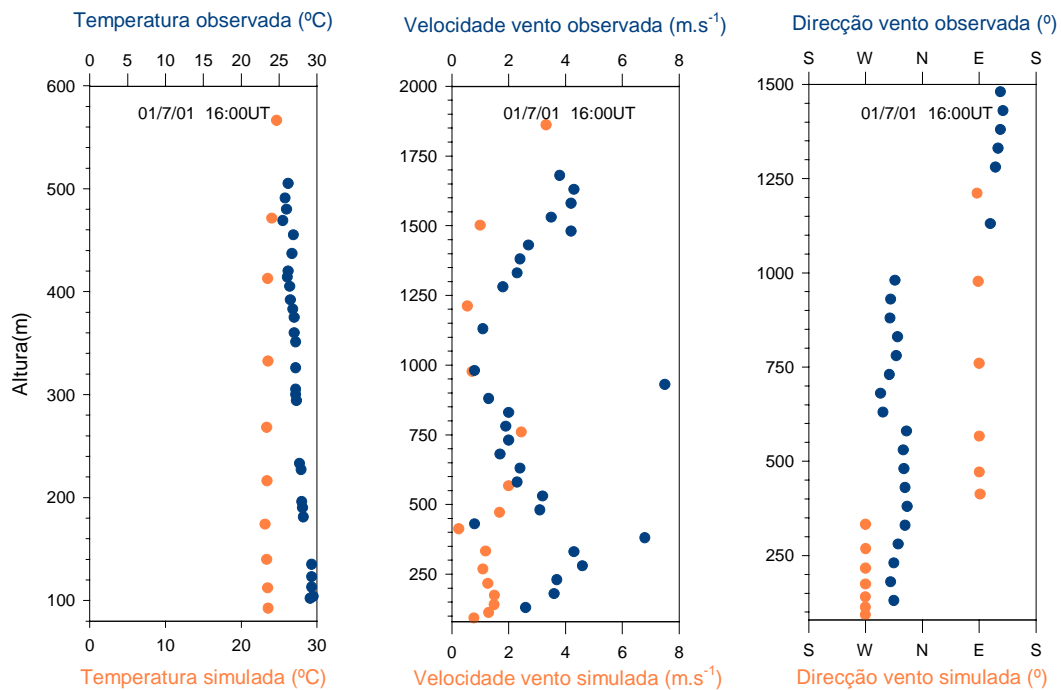 Temperatura observada (ºC)
0 5 10 15 20 25 30
600
500
400
300
200
100
Altura(m)
01/7/01 16:00UT
0 10 20 30
Temperatura simulada (ºC)
Velocidade vento observada (m.s-1)
0 2 4 6 8
2000
1750
1500
1250
1000
750
500
250
01/7/01 16:00UT
0 2 4 6 8
Velocidade vento simulada (m.s-1)
Direcção vento observada (º)
S W N E S
1500
1250
1000
750
500
250
01/7/01 16:00UT
S W N E S
Direcção vento simulada (º)